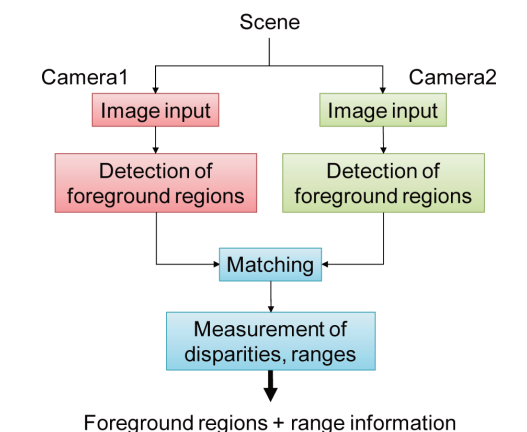 Scene
Camera1
Camera2
Image input
Image input
Detection of
foreground regions
Detection of
foreground regions
Matching
Measurement of
disparities, ranges
Foreground regions + range information